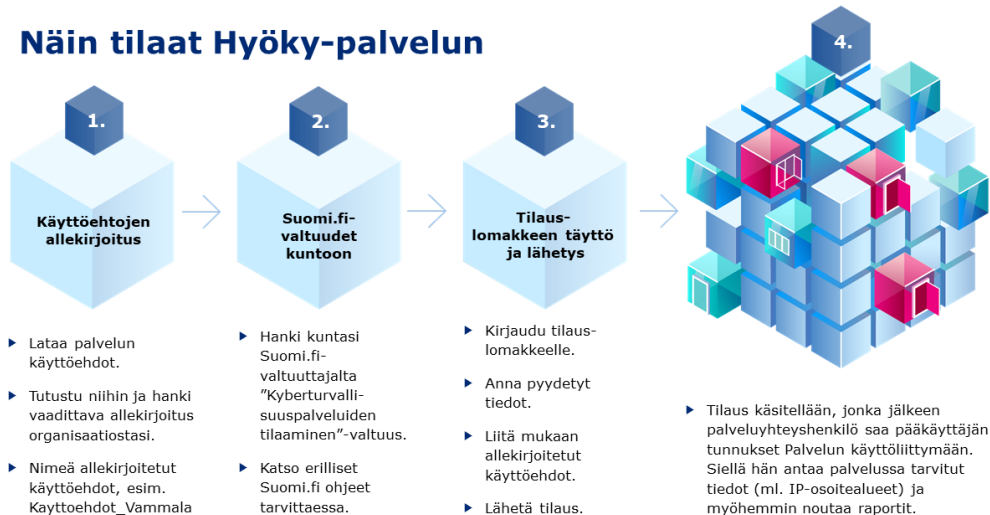 Näin tilaat Hyöky-palvelun
1.
Käyttöehtojen
allekirjoitus
Lataa palvelun
käyttöehdot.
Tutustu niihin ja hanki
vaadittava allekirjoitus
organisaatiostasi.
Nimeä allekirjoitetut
käyttöehdot, esim.
Kayttoehdot_Vammala
2.
Suomi.fi-
valtuudet
kuntoon
Hanki kuntasi
Suomi.fi-
valtuuttajalta
”Kyberturvalli-
suuspalveluiden
tilaaminen”-valtuus.
Katso erilliset
Suomi.fi ohjeet
tarvittaessa.
3.
Tilaus-
lomakkeen täyttö
ja lähetys
Kirjaudu tilaus-
lomakkeelle.
Anna pyydetyt
tiedot.
Liitä mukaan
allekirjoitetut
käyttöehdot.
Lähetä tilaus.
4.
Tilaus käsitellään, jonka jälkeen
palveluyhteyshenkilö saa pääkäyttäjän
tunnukset Palvelun käyttöliittymään.
Siellä hän antaa palvelussa tarvitut
tiedot (ml. IP-osoitealueet) ja
myöhemmin noutaa raportit.